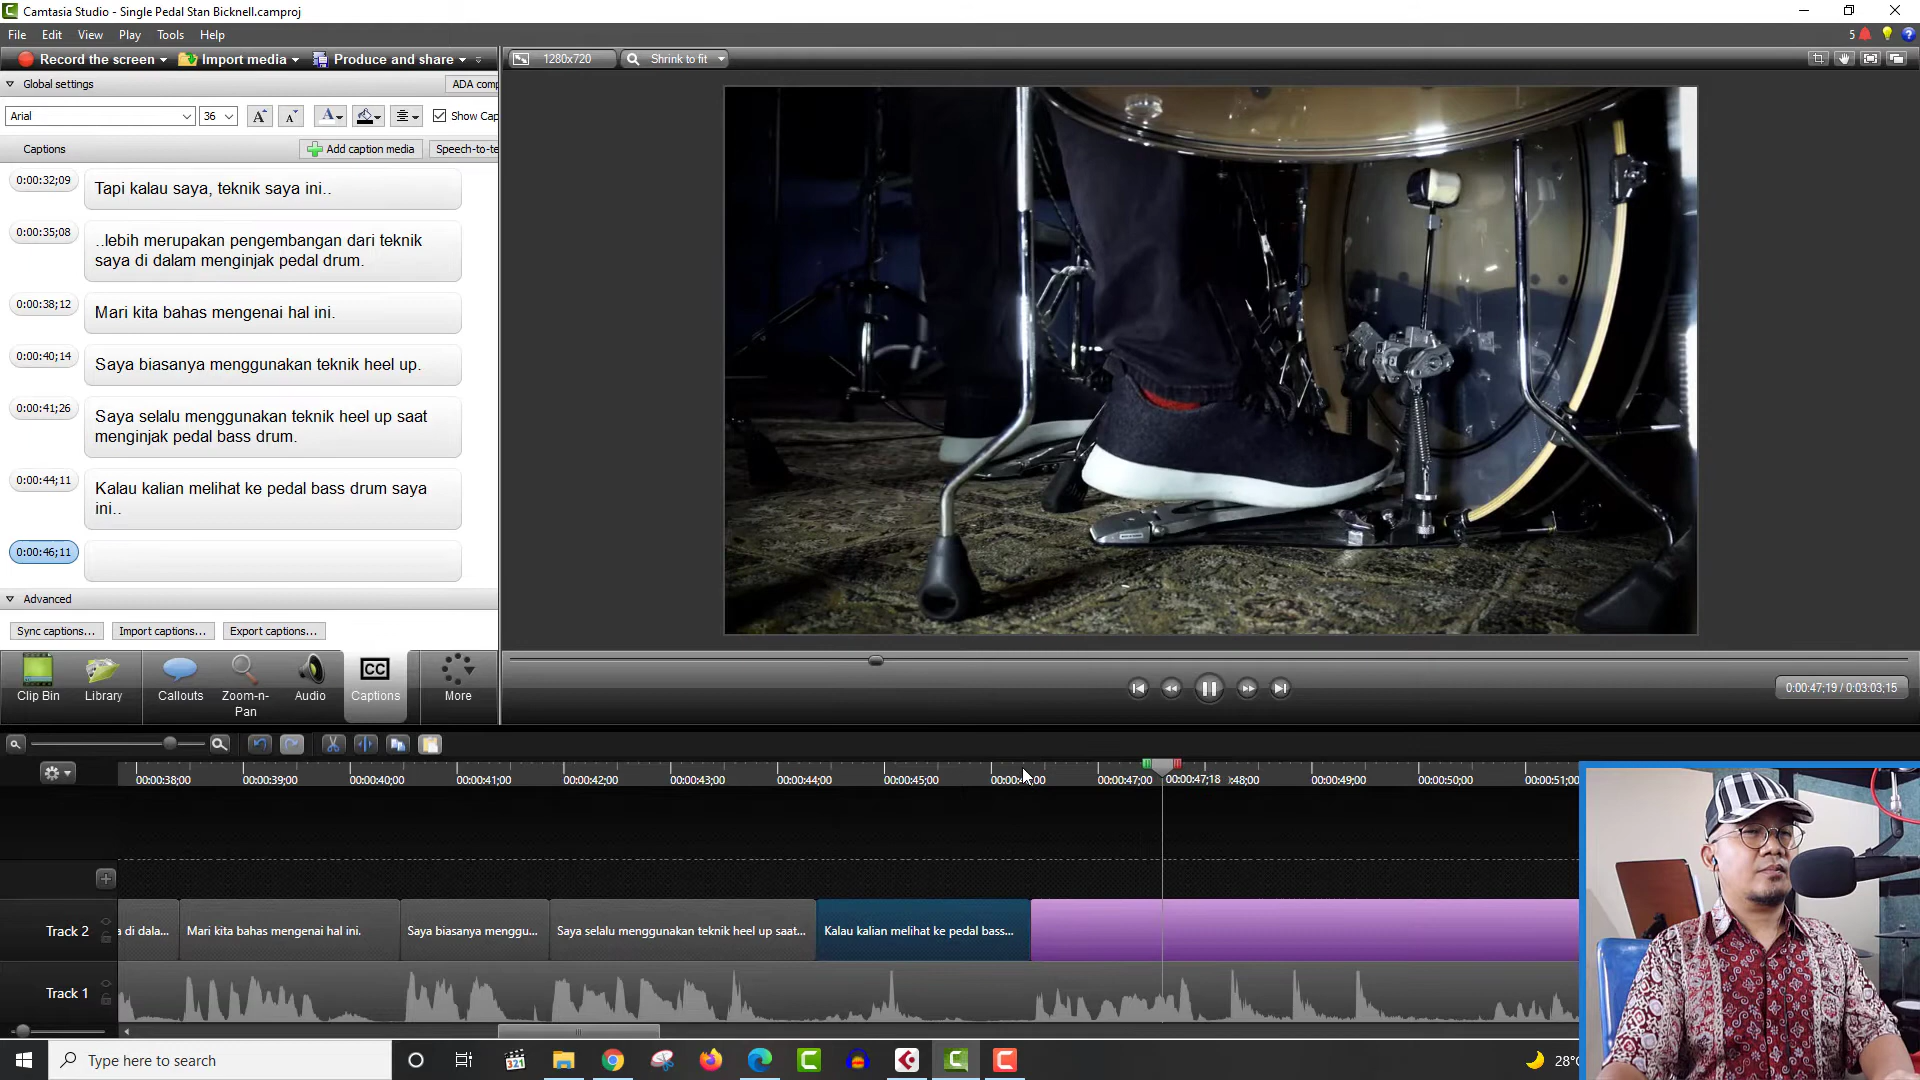 Camtasia Studio - Single Pedal Stan Bicknell.camproj
File Edit View Play Tools Help
5
Record the screen Import media Produce and share
1280x720 Shrink to fit
Global settings
ADA comp
Arial 36 Show Cap
Captions Add caption media Speech-to-te
0:00:32;09 Tapi kalau saya, teknik saya ini..
0:00:35;08 ..lebih merupakan pengembangan dari teknik
saya di dalam menginjak pedal drum.
0:00:38;12 Mari kita bahas mengenai hal ini.
0:00:40;14 Saya biasanya menggunakan teknik heel up.
0:00:41;26 Saya selalu menggunakan teknik heel up saat
menginjak pedal bass drum.
0:00:44;11 Kalau kalian melihat ke pedal bass drum saya
ini..
0:00:46;11
Advanced
Sync captions... Import captions... Export captions...
CC
Clip Bin Library Callouts Zoom-n-Pan Audio Captions More
0:00:47;19 / 0:03:03;15
00:00:38;00 00:00:39;00 00:00:40;00 00:00:41;00 00:00:42;00 00:00:43;00 00:00:44;00 00:00:45;00 00:00:47;00 00:00:47;18 00:00:49;00 00:00:50;00 00:00:51;00
Track 2 a di dala... Mari kita bahas mengenai hal ini. Saya biasanya menggu... Saya selalu menggunakan teknik heel up saat... Kalau kalian melihat ke pedal bass...
Track 1
Type here to search
321
28°C